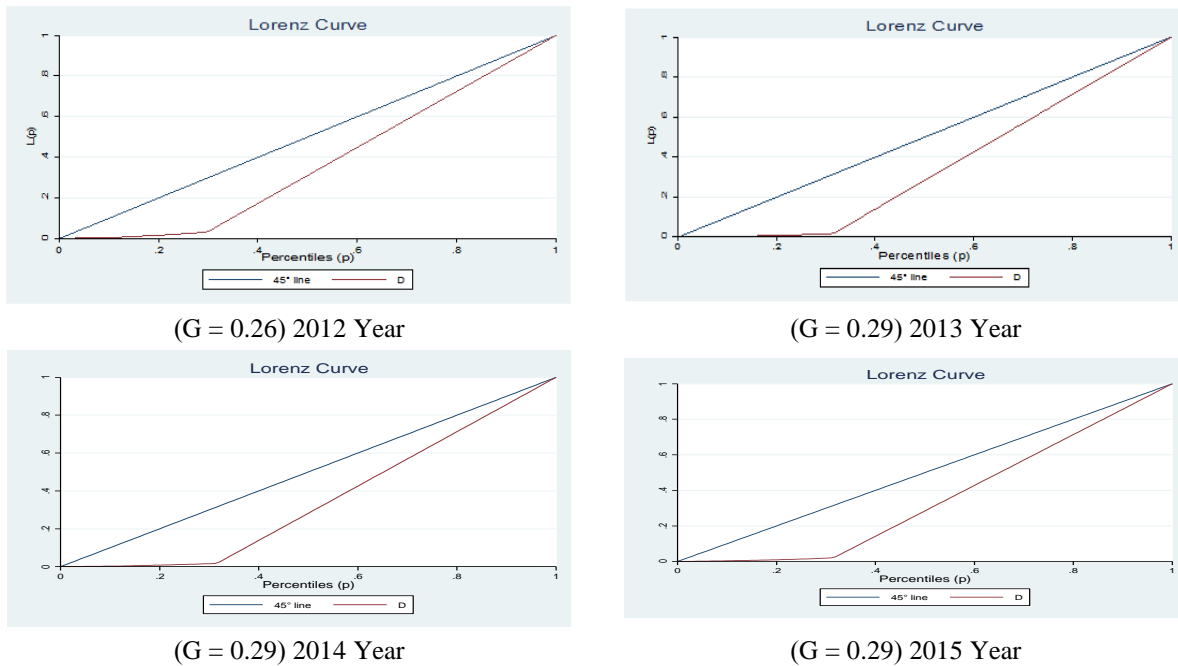 Lorenz Curve
1
.8
.6
.4
.2
0
L(p)
0 .2 .4 .6 .8 1
Percentiles (p)
45° line D
(G = 0.26) 2012 Year
Lorenz Curve
1
.8
.6
.4
.2
0
L(p)
0 .2 .4 .6 .8 1
Percentiles (p)
45° line D
(G = 0.29) 2013 Year
Lorenz Curve
1
.8
.6
.4
.2
0
0 .2 .4 .6 .8 1
Percentiles (p)
45° line D
(G = 0.29) 2014 Year
Lorenz Curve
1
.8
.6
.4
.2
0
0 .2 .4 .6 .8 1
Percentiles (p)
45° line D
(G = 0.29) 2015 Year